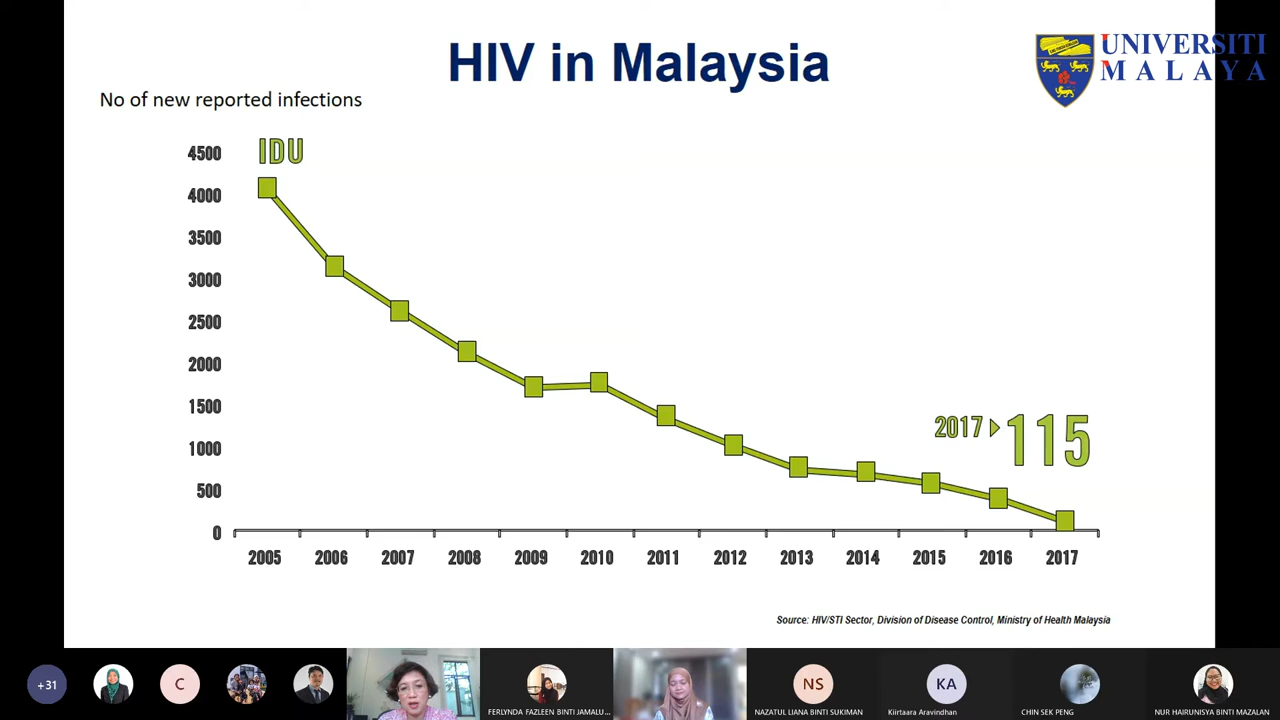 HIV in Malaysia
UNIVERSITI
MALAYA
No of new reported infections
IDU
4500
4000
3500
3000
2500
2000
1500
1000
500
0
2017
115
2005 2006 2007 2008 2009 2010 2011 2012 2013 2014 2015 2016 2017
Source: HIV/STI Sector, Division of Disease Control, Ministry of Health Malaysia
+31
C
FERLYNDA FAZLEEN BINTI JAMALU...
NS
NAZATUL LIANA BINTI SUKIMAN
KA
Kiirtaara Aravindhan
CHIN SEK PENG
NUR HAIRUNISYA BINTI MAZALAN